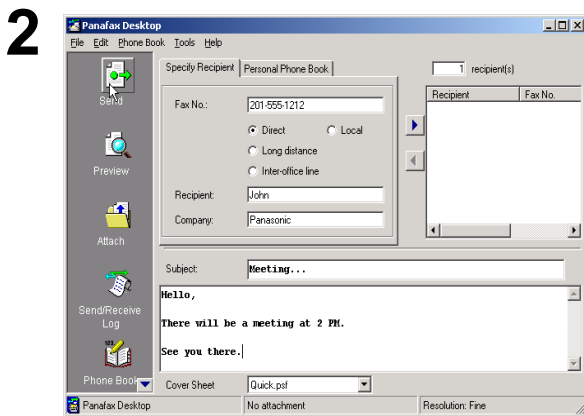 2
Panafax Desktop
File Edit Phone Book Tools Help
Send
Preview
Attach
Send/Receive
Log
Phone Book
Specify Recipient Personal Phone Book
Fax No.: 201-555-1212
Direct Local
Long distance
Inter-office line
Recipient: John
Company: Panasonic
1 recipient(s)
Recipient Fax No.
Subject: Meeting...
Hello,
There will be a meeting at 2 PM.
See you there.
Cover Sheet Quick.psf
Panafax Desktop No attachment Resolution: Fine